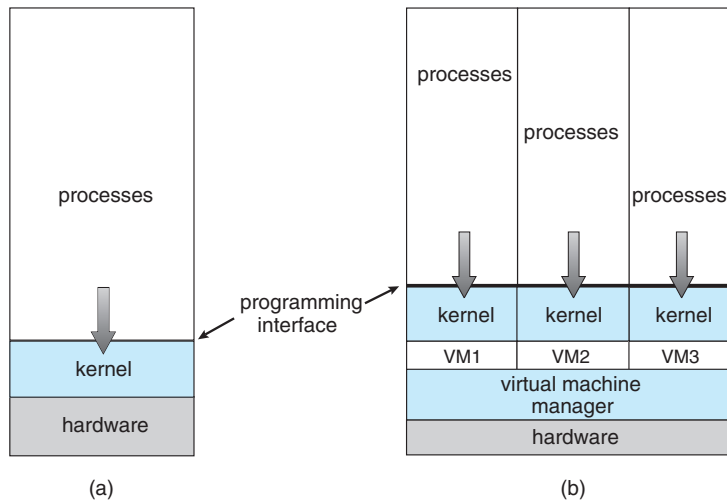 processes
kernel
hardware
(a)
programming
interface
processes
processes
processes
kernel
kernel
kernel
VM1
VM2
VM3
virtual machine
manager
hardware
(b)